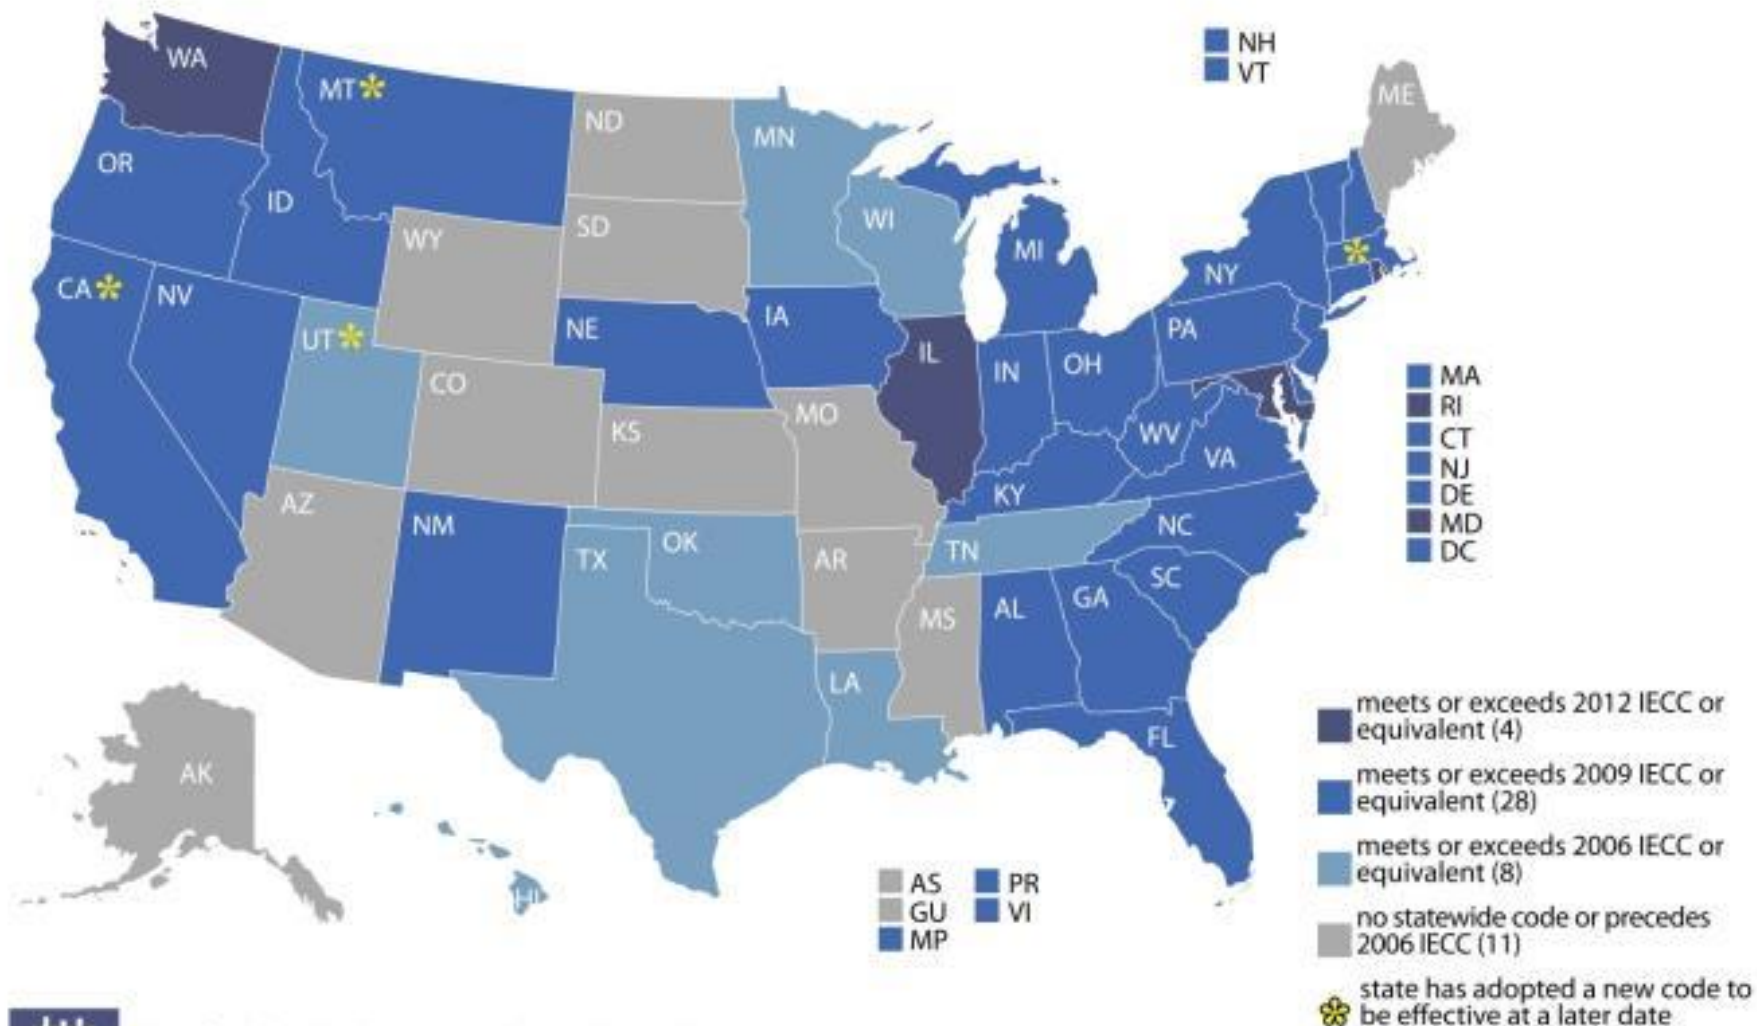 WA
MT
ND
MN
OR
ID
WY
SD
WI
MI
ME
NH
VT
CA
NV
UT
NE
IA
NY
PA
CO
KS
MO
IL
IN
OH
WV
VA
KY
AZ
NM
TX
OK
AR
TN
NC
SC
MS
AL
GA
LA
FL
AK
HI
MA
RI
CT
NJ
DE
MD
DC
AS
GU
MP
PR
VI
meets or exceeds 2012 IECC or
equivalent (4)
meets or exceeds 2009 IECC or
equivalent (28)
meets or exceeds 2006 IECC or
equivalent (8)
no statewide code or precedes
2006 IECC (11)
state has adopted a new code to
be effective at a later date